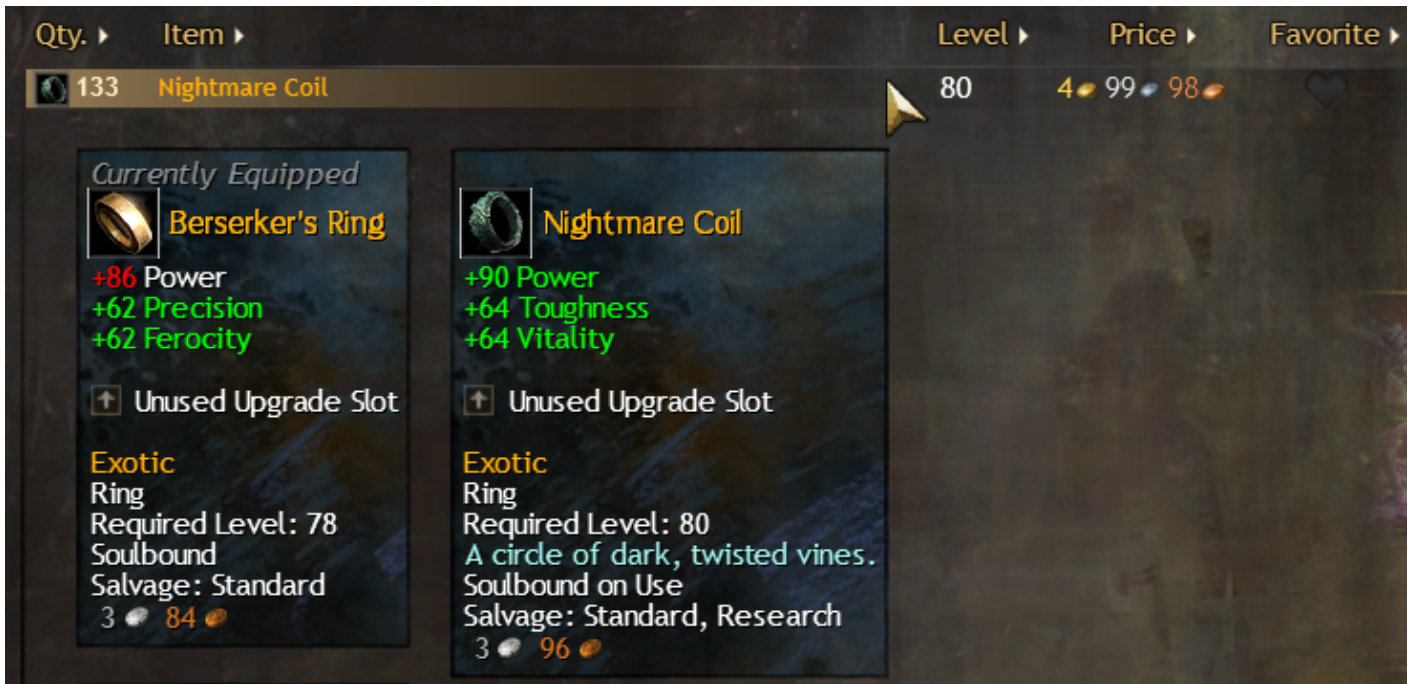 Qty. Item Level Price Favorite
133 Nightmare Coil 80 4 99 98
Currently Equipped
Berserker's Ring
+86 Power
+62 Precision
+62 Ferocity
Unused Upgrade Slot
Exotic
Ring
Required Level: 78
Soulbound
Salvage: Standard
3 84
Nightmare Coil
+90 Power
+64 Toughness
+64 Vitality
Unused Upgrade Slot
Exotic
Ring
Required Level: 80
A circle of dark, twisted vines.
Soulbound on Use
Salvage: Standard, Research
3 96